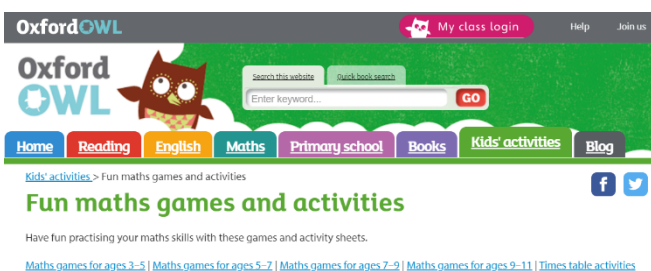 OxfordOWL My class login Help Join us
Oxford
OWL
Search this website Quick book search
Enter keyword... GO
Home Reading English Maths Primary school Books Kids' activities Blog
Kids' activities > Fun maths games and activities
Fun maths games and activities
Have fun practising your maths skills with these games and activity sheets.
Maths games for ages 3–5 | Maths games for ages 5–7 | Maths games for ages 7–9 | Maths games for ages 9–11 | Times table activities